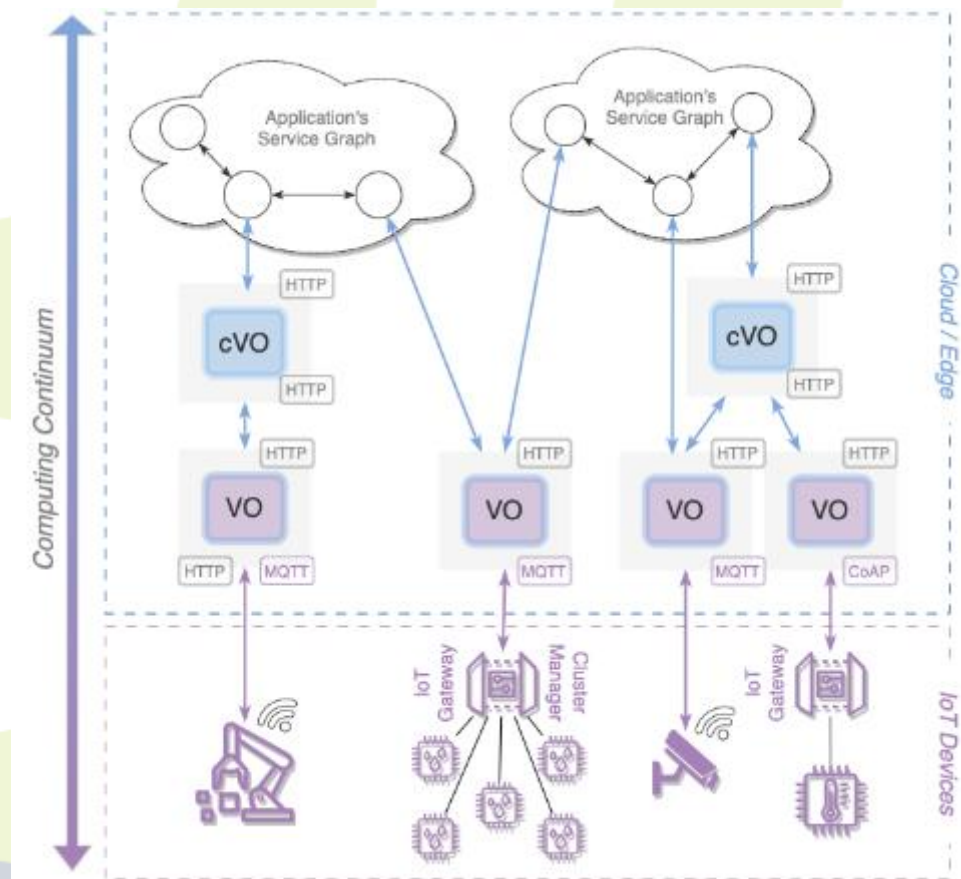 Computing Continuum
Application's
Service Graph
Application's
Service Graph
HTTP
cVO
HTTP
HTTP
cVO
HTTP
Cloud / Edge
HTTP
VO
HTTP
MQTT
HTTP
VO
MQTT
HTTP
VO
MQTT
HTTP
VO
CoAP
IoT
Gateway
Cluster
Manager
IoT
Gateway
IoT Devices